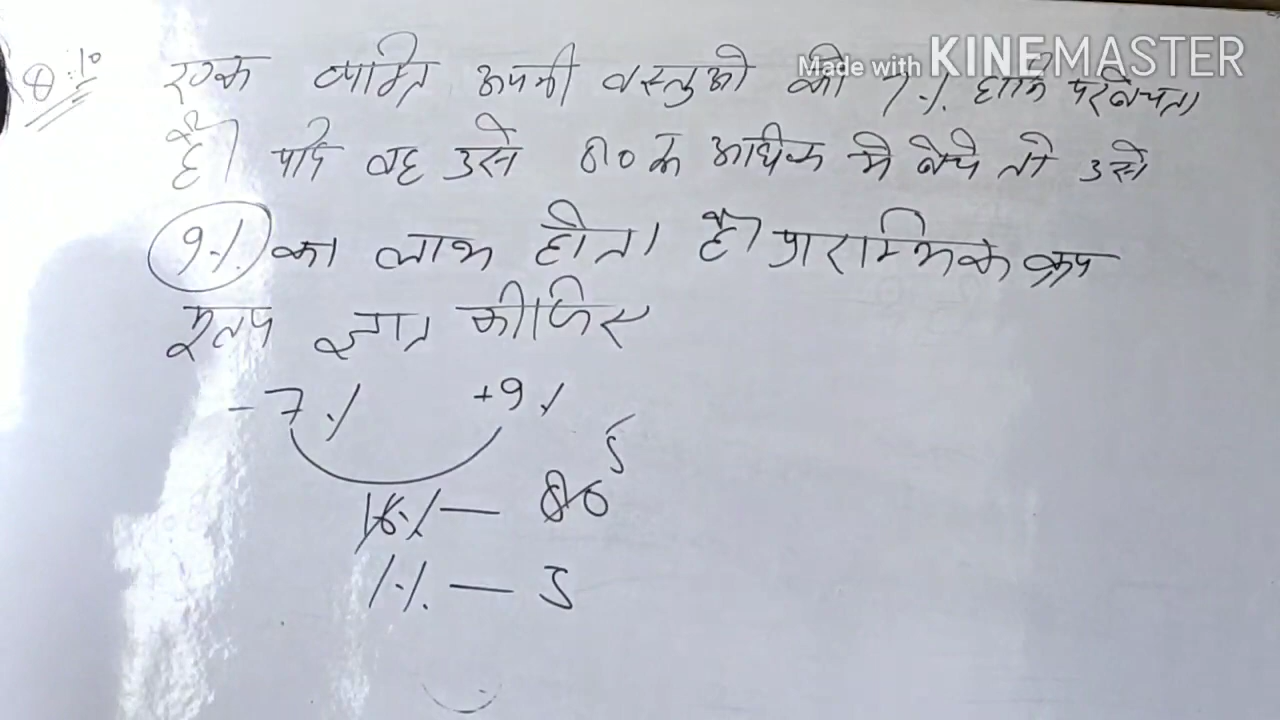 Made with KINEMASTER
Q:10 एक व्यक्ति अपनी वस्तुओ को 7% हानि पर बेचता
है। यदि वह उसे 80 रू अधिक मे बेचे तो उसे
9% का लाभ होता है। प्रारम्भिक क्रय
मूल्य ज्ञात कीजिए
-7% +9%
5
16% — 80
1% — 5